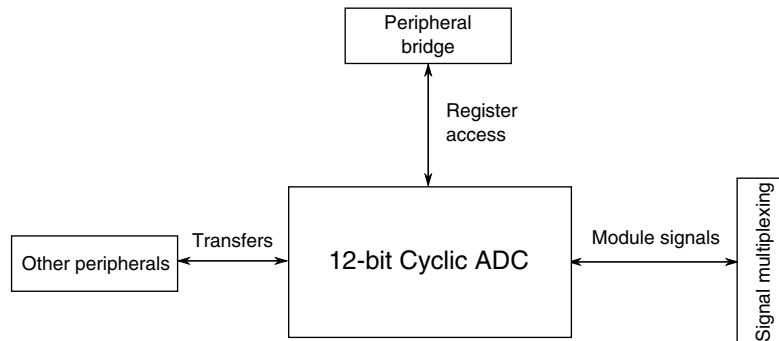 Peripheral
bridge
Register
access
Other peripherals
Transfers
12-bit Cyclic ADC
Module signals
Signal multiplexing